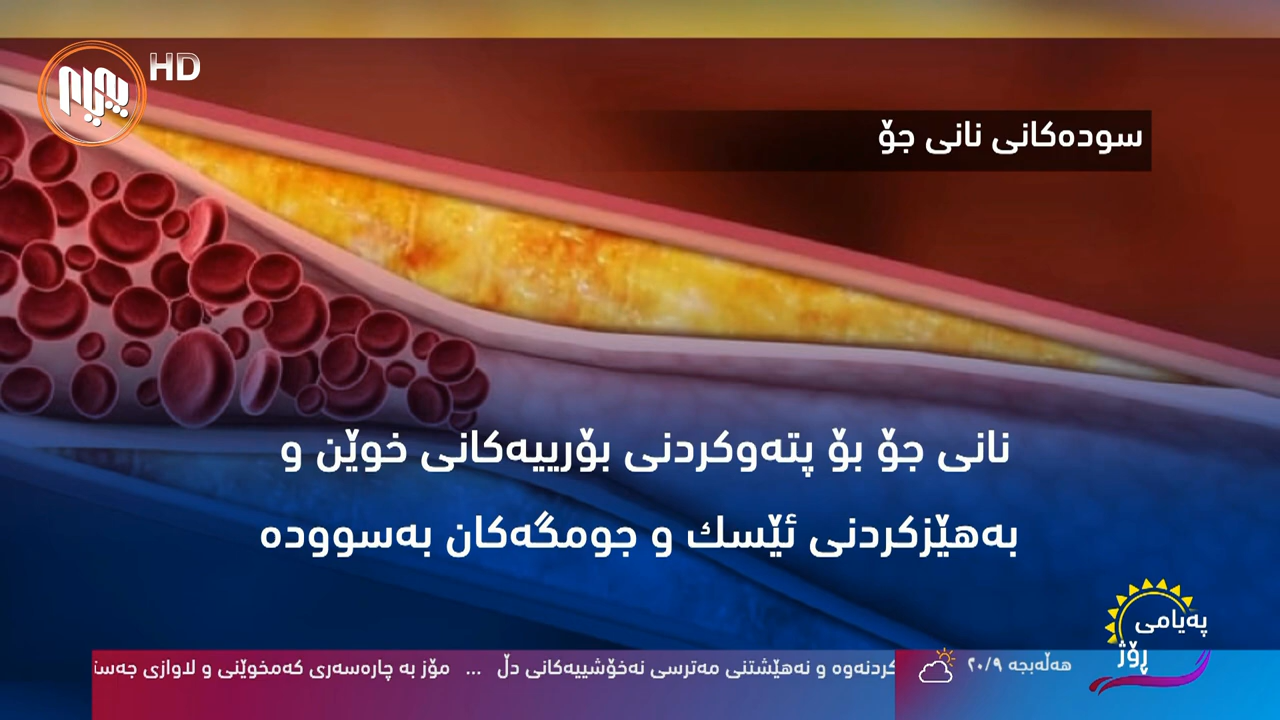 پەیام
HD
سودەکانی نانی جۆ
نانی جۆ بۆ پتەوکردنی بۆرییەکانی خوێن و
بەهێزکردنی ئێسك و جومگەکان بەسوودە
پەیامی
ڕۆژ
هەڵەبجە ٢٠/٩
کردنەوە و نەهێشتنی مەترسی نەخۆشییەکانی دڵ ... مۆز بە چارەسەری کەمخوێنی و لاوازی